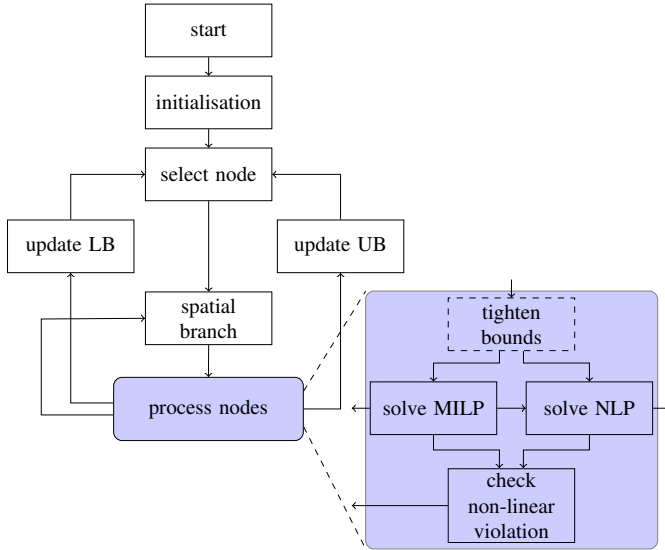 start
initialisation
select node
update LB
update UB
spatial
branch
process nodes
tighten
bounds
solve MILP
solve NLP
check
non-linear
violation